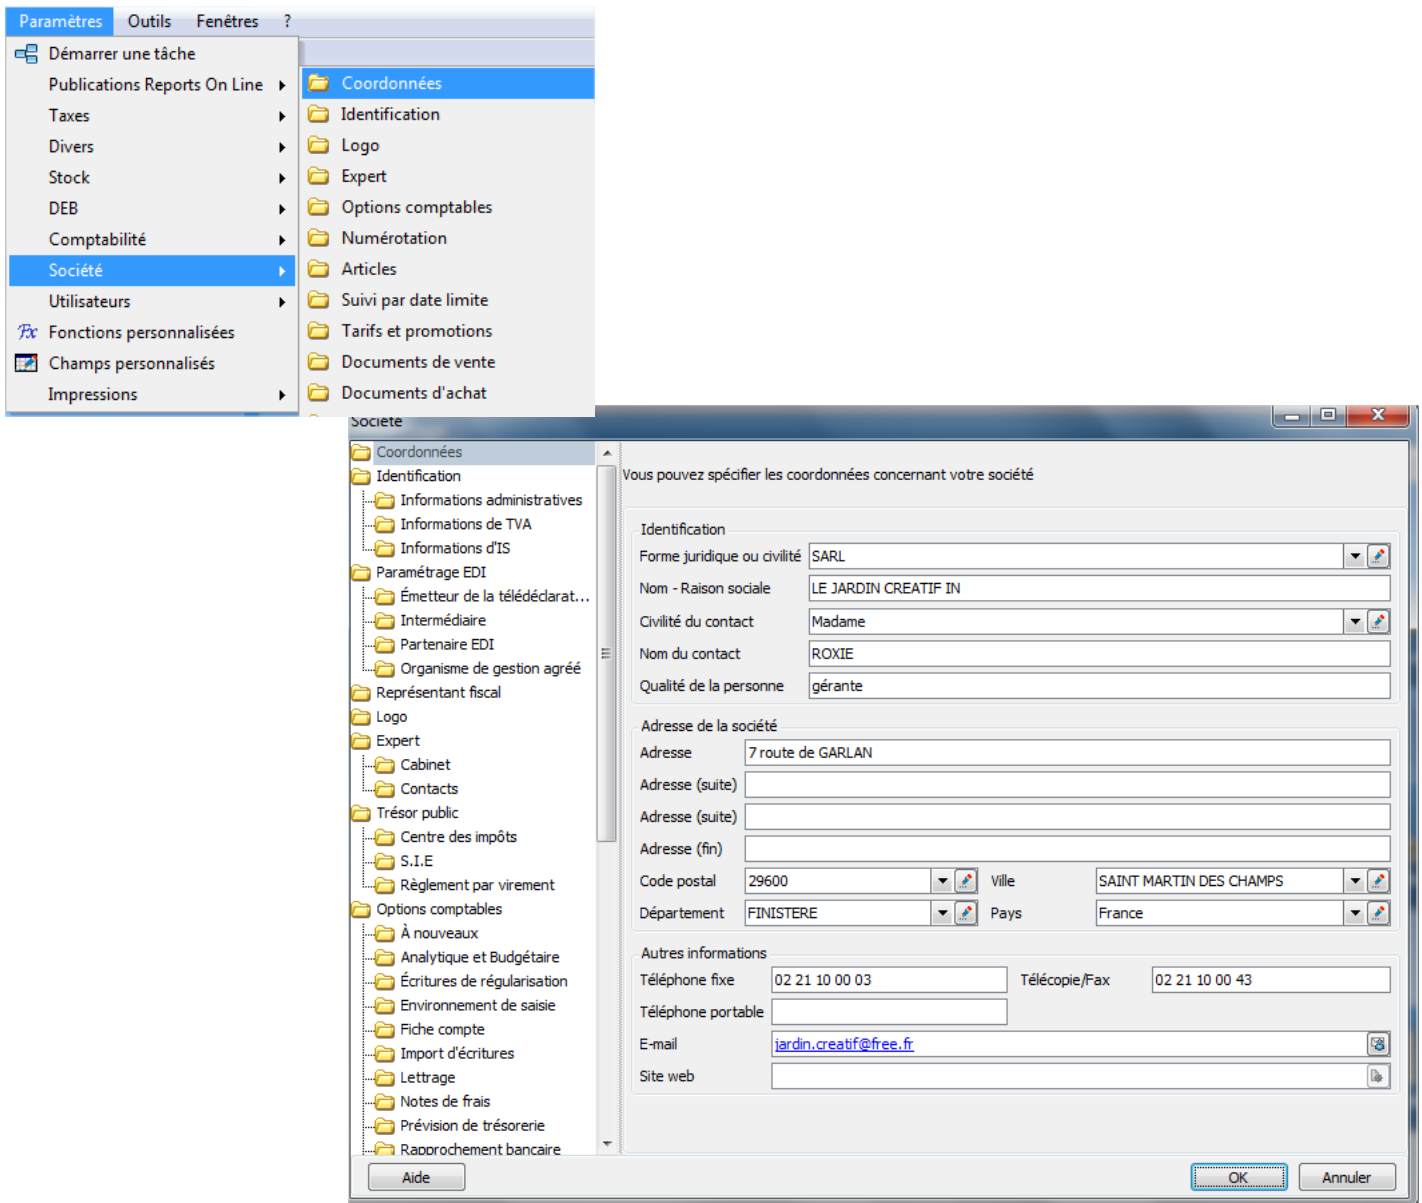 Paramètres Outils Fenêtres ?
Démarrer une tâche
Publications Reports On Line
Taxes
Divers
Stock
DEB
Comptabilité
Société
Utilisateurs
Fonctions personnalisées
Champs personnalisés
Impressions
Coordonnées
Identification
Logo
Expert
Options comptables
Numérotation
Articles
Suivi par date limite
Tarifs et promotions
Documents de vente
Documents d'achat
Société
Coordonnées
Identification
Informations administratives
Informations de TVA
Informations d'IS
Paramétrage EDI
Émetteur de la télédéclarat...
Intermédiaire
Partenaire EDI
Organisme de gestion agréé
Représentant fiscal
Logo
Expert
Cabinet
Contacts
Trésor public
Centre des impôts
S.I.E
Règlement par virement
Options comptables
À nouveaux
Analytique et Budgétaire
Écritures de régularisation
Environnement de saisie
Fiche compte
Import d'écritures
Lettrage
Notes de frais
Prévision de trésorerie
Rapprochement bancaire
Vous pouvez spécifier les coordonnées concernant votre société
Identification
Forme juridique ou civilité SARL
Nom - Raison sociale LE JARDIN CREATIF IN
Civilité du contact Madame
Nom du contact ROXIE
Qualité de la personne gérante
Adresse de la société
Adresse 7 route de GARLAN
Adresse (suite)
Adresse (suite)
Adresse (fin)
Code postal 29600 Ville SAINT MARTIN DES CHAMPS
Département FINISTERE Pays France
Autres informations
Téléphone fixe 02 21 10 00 03 Télécopie/Fax 02 21 10 00 43
Téléphone portable
E-mail jardin.creatif@free.fr
Site web
Aide OK Annuler